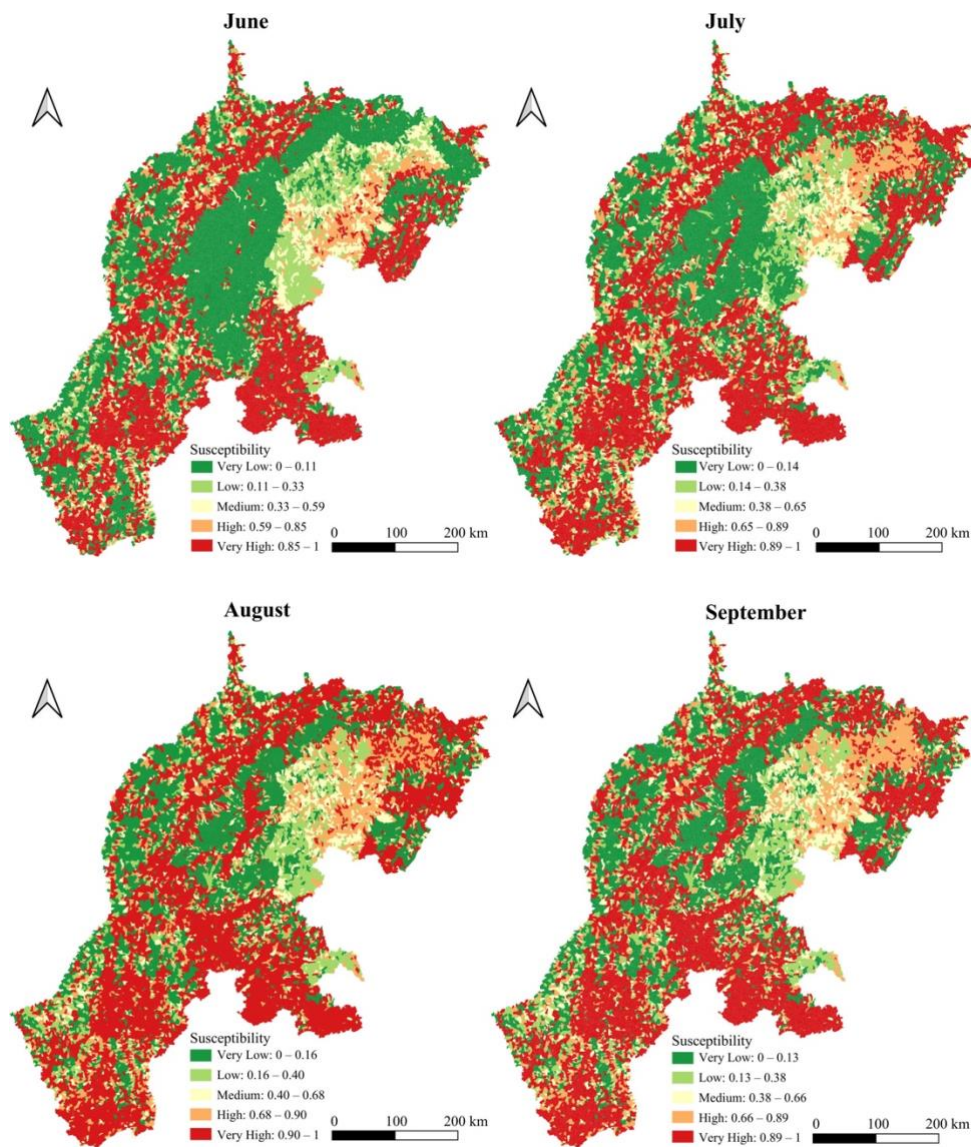 June
Susceptibility
Very Low: 0 – 0.11
Low: 0.11 – 0.33
Medium: 0.33 – 0.59
High: 0.59 – 0.85
Very High: 0.85 – 1
0 100 200 km
July
Susceptibility
Very Low: 0 – 0.14
Low: 0.14 – 0.38
Medium: 0.38 – 0.65
High: 0.65 – 0.89
Very High: 0.89 – 1
0 100 200 km
August
Susceptibility
Very Low: 0 – 0.16
Low: 0.16 – 0.40
Medium: 0.40 – 0.68
High: 0.68 – 0.90
Very High: 0.90 – 1
0 100 200 km
September
Susceptibility
Very Low: 0 – 0.13
Low: 0.13 – 0.38
Medium: 0.38 – 0.66
High: 0.66 – 0.89
Very High: 0.89 – 1
0 100 200 km